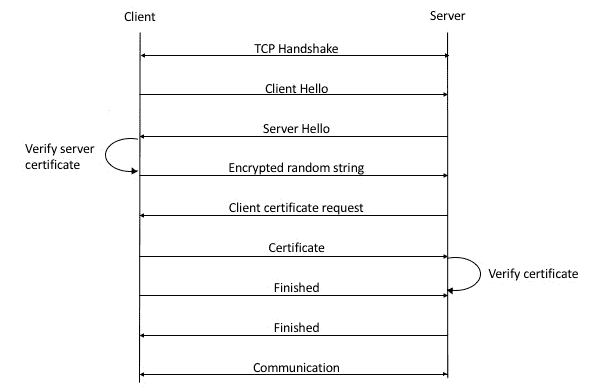 Client
Server
TCP Handshake
Client Hello
Server Hello
Verify server
certificate
Encrypted random string
Client certificate request
Certificate
Verify certificate
Finished
Finished
Communication